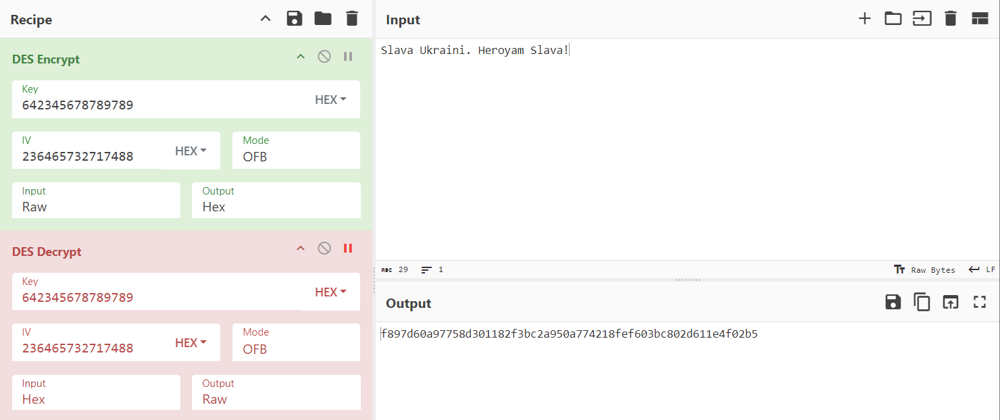 Recipe
DES Encrypt
Key
642345678789789
HEX
IV
236465732717488
HEX
Mode
OFB
Input
Raw
Output
Hex
DES Decrypt
Key
642345678789789
HEX
IV
236465732717488
HEX
Mode
OFB
Input
Hex
Output
Raw
Input
Slava Ukraini. Heroyam Slava!
ABC 29 1 Tт Raw Bytes LF
Output
f897d60a97758d301182f3bc2a950a774218fef603bc802d611e4f02b5